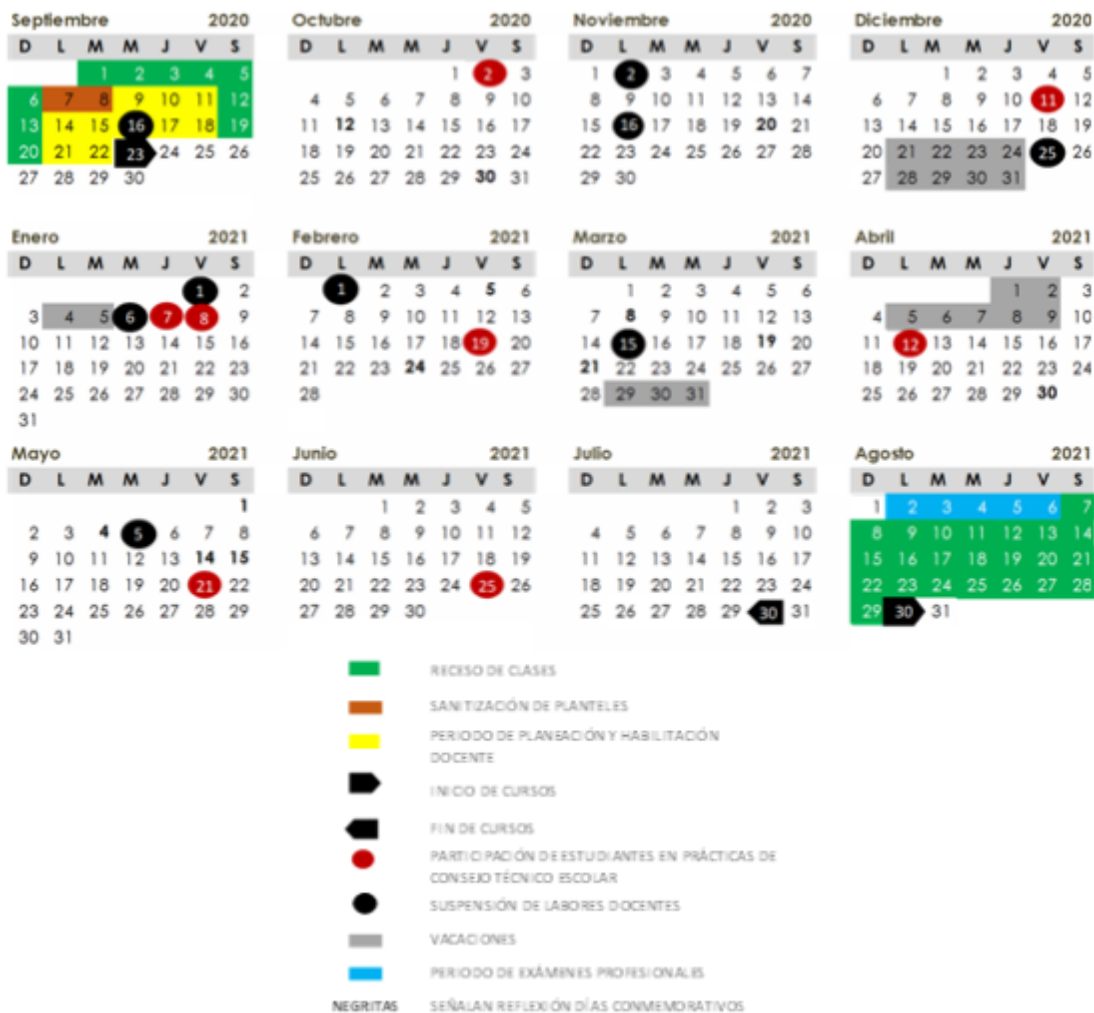 Septiembre 2020 Octubre 2020 Noviembre 2020 Diciembre 2020
D L M M J V S D L M M J V S D L M M J V S D L M M J V S
1 2 3 4 5 1 2 3 1 2 3 4 5 6 7 1 2 3 4 5
6 7 8 9 10 11 12 4 5 6 7 8 9 10 8 9 10 11 12 13 14 6 7 8 9 10 11 12
13 14 15 16 17 18 19 11 12 13 14 15 16 17 15 16 17 18 19 20 21 13 14 15 16 17 18 19
20 21 22 23 24 25 26 18 19 20 21 22 23 24 22 23 24 25 26 27 28 20 21 22 23 24 25 26
27 28 29 30 25 26 27 28 29 30 31 29 30 27 28 29 30 31
Enero 2021 Febrero 2021 Marzo 2021 Abril 2021
D L M M J V S D L M M J V S D L M M J V S D L M M J V S
1 2 1 2 3 4 5 6 1 2 3 4 5 6 1 2 3
3 4 5 6 7 8 9 7 8 9 10 11 12 13 7 8 9 10 11 12 13 4 5 6 7 8 9 10
10 11 12 13 14 15 16 14 15 16 17 18 19 20 14 15 16 17 18 19 20 11 12 13 14 15 16 17
17 18 19 20 21 22 23 21 22 23 24 25 26 27 21 22 23 24 25 26 27 18 19 20 21 22 23 24
24 25 26 27 28 29 30 28 28 29 30 31 25 26 27 28 29 30
31
Mayo 2021 Junio 2021 Julio 2021 Agosto 2021
D L M M J V S D L M M J V S D L M M J V S D L M M J V S
1 1 2 3 4 5 1 2 3 1 2 3 4 5 6 7
2 3 4 5 6 7 8 6 7 8 9 10 11 12 4 5 6 7 8 9 10 8 9 10 11 12 13 14
9 10 11 12 13 14 15 13 14 15 16 17 18 19 11 12 13 14 15 16 17 15 16 17 18 19 20 21
16 17 18 19 20 21 22 20 21 22 23 24 25 26 18 19 20 21 22 23 24 22 23 24 25 26 27 28
23 24 25 26 27 28 29 27 28 29 30 25 26 27 28 29 30 31 29 30 31
30 31
RECESO DE CLASES
SANITIZACIÓN DE PLANTELES
PERIODO DE PLANEACIÓN Y HABILITACIÓN
DOCENTE
INICIO DE CURSOS
FIN DE CURSOS
PARTICIPACIÓN DE ESTUDIANTES EN PRÁCTICAS DE
CONSEJO TÉCNICO ESCOLAR
SUSPENSIÓN DE LABORES DOCENTES
VACACIONES
PERIODO DE EXÁMENES PROFESIONALES
NEGRITAS SEÑALAN REFLEXIÓN DÍAS CONMEMORATIVOS